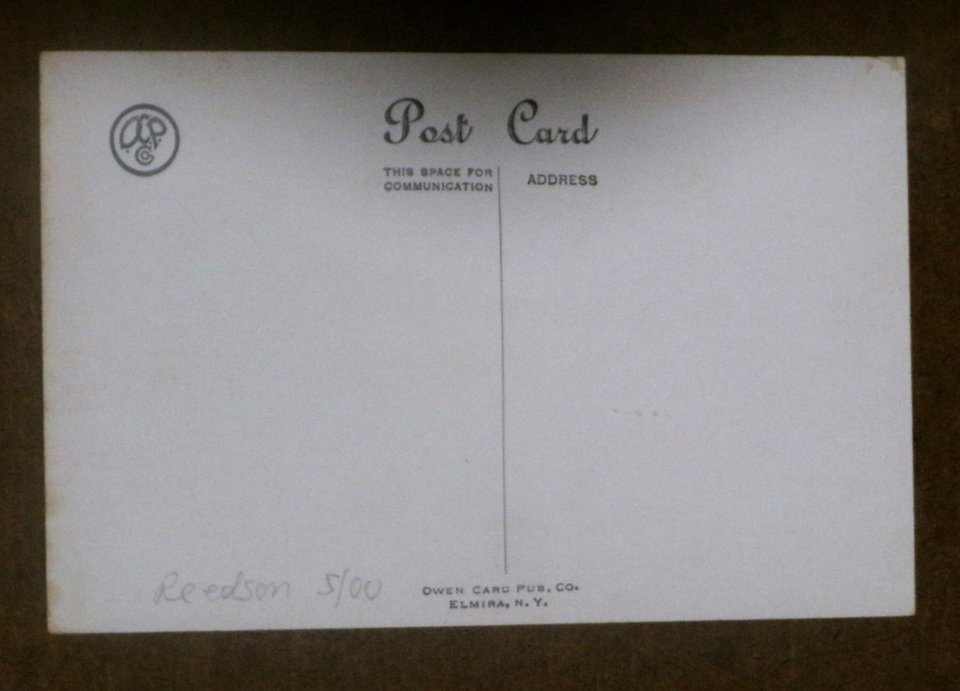 Post Card
THIS SPACE FOR
COMMUNICATION
ADDRESS
Reedson 5/00
OWEN CARD PUB. CO.
ELMIRA, N. Y.